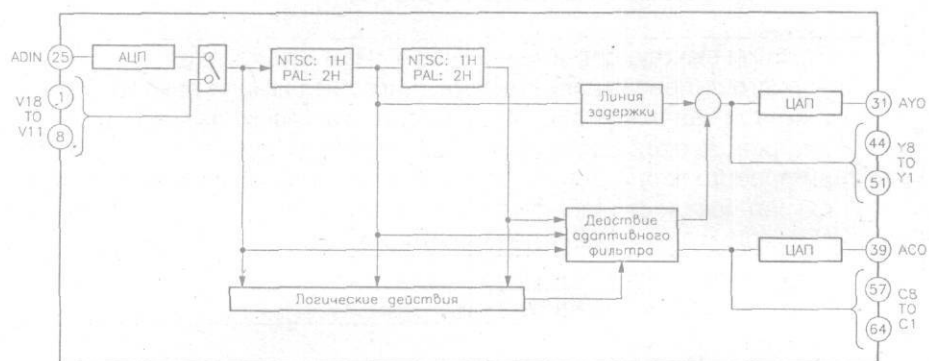 ADIN
25
АЦП
V18
TO
V11
1
8
NTSC: 1H
PAL: 2H
NTSC: 1H
PAL: 2H
Линия
задержки
ЦАП
31
AYO
44
51
Y8
TO
Y1
Действие
адаптивного
фильтра
ЦАП
39
ACO
57
64
C8
TO
C1
Логические действия